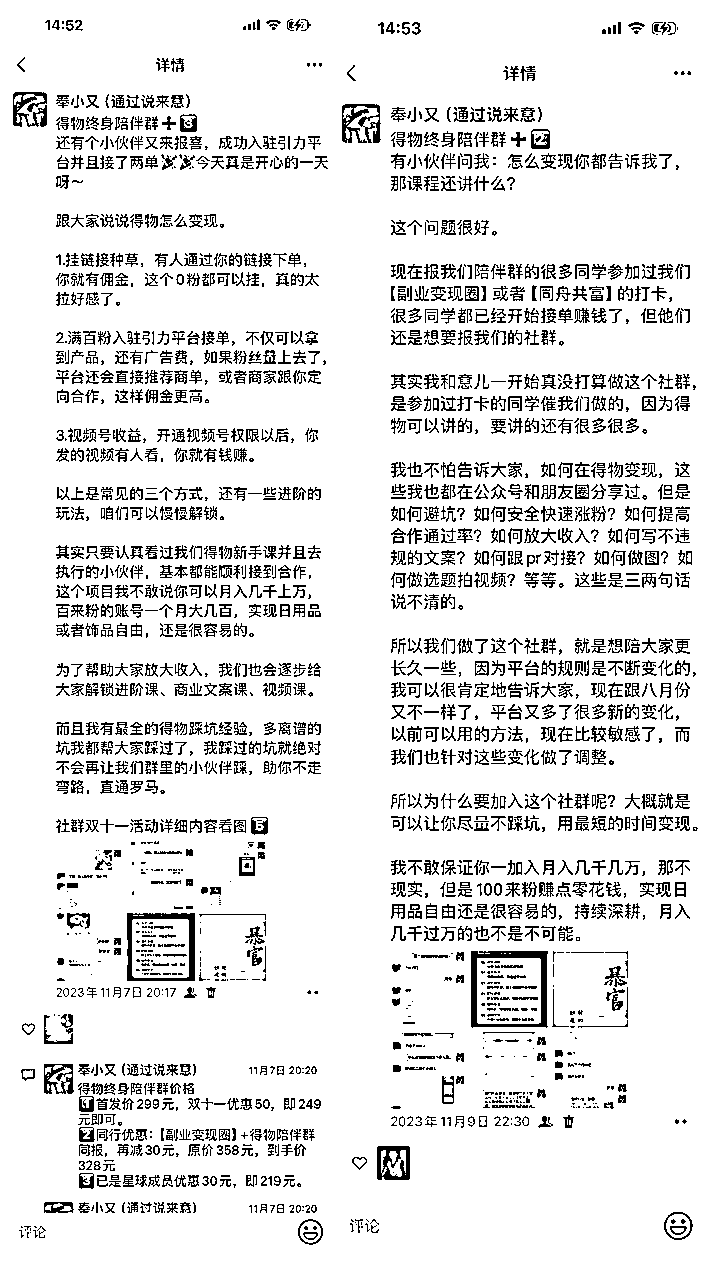 14:52
详情
奉小又（通过说来意）
得物终身陪伴群➕3️⃣
还有个小伙伴又来报喜，成功入驻引力平
台并且接了两单🎉🎉今天真是开心的一天
呀～
跟大家说说得物怎么变现。
1.挂链接种草，有人通过你的链接下单，
你就有佣金，这个0粉都可以挂，真的太
拉好感了。
2.满百粉入驻引力平台接单，不仅可以拿
到产品，还有广告费，如果粉丝量上去了，
平台还会直接推荐商单，或者商家跟你定
向合作，这样佣金更高。
3.视频号收益，开通视频号权限以后，你
发的视频有人看，你就有钱赚。
以上是常见的三个方式，还有一些进阶的
玩法，咱们可以慢慢解锁。
其实只要认真看过我们得物新手课并且去
执行的小伙伴，基本都能顺利接到合作，
这个项目我不敢说你可以月入几千上万，
百来粉的账号一个月大几百，实现日用品
或者饰品自由，还是很容易的。
为了帮助大家放大收入，我们也会逐步给
大家解锁进阶课、商业文案课、视频课。
而且我有最全的得物踩坑经验，多离谱的
坑我都帮大家踩过了，我踩过的坑就绝对
不会再让我们群里的小伙伴踩，助你不走
弯路，直通罗马。
社群双十一活动详细内容看图5️⃣
暴富
2023年11月7日 20:17
奉小又（通过说来意） 11月7日 20:20
得物终身陪伴群价格
1️⃣首发价299元，双十一优惠50，即249
元即可。
2️⃣同行优惠：【副业变现圈】+得物陪伴群
同报，再减30元，原价358元，到手价
328元
3️⃣已是星球成员优惠30元，即219元。
奉小又（通过说来意） 11月7日 20:20
评论
14:53
详情
奉小又（通过说来意）
得物终身陪伴群➕2️⃣
有小伙伴问我：怎么变现你都告诉我了，
那课程还讲什么？
这个问题很好。
现在报我们陪伴群的很多同学参加过我们
【副业变现圈】或者【同舟共富】的打卡，
很多同学都已经开始接单赚钱了，但他们
还是想要报我们的社群。
其实我和意儿一开始真没打算做这个社群，
是参加过打卡的同学催我们做的，因为得
物可以讲的，要讲的还有很多很多。
我也不怕告诉大家，如何在得物变现，这
些我也都在公众号和朋友圈分享过。但是
如何避坑？如何安全快速涨粉？如何提高
合作通过率？如何放大收入？如何写不违
规的文案？如何跟pr对接？如何做图？如
何做选题拍视频？等等。这些是三两句话
说不清的。
所以我们做了这个社群，就是想陪大家更
长久一些，因为平台的规则是不断变化的，
我可以很肯定地告诉大家，现在跟八月份
又不一样了，平台又多了很多新的变化，
以前可以用的方法，现在比较敏感了，而
我们也针对这些变化做了调整。
所以为什么要加入这个社群呢？大概就是
可以让你尽量不踩坑，用最短的时间变现。
我不敢保证你一加入月入几千几万，那不
现实，但是100来粉赚点零花钱，实现日
用品自由还是很容易的，持续深耕，月入
几千过万的也不是不可能。
暴富
2023年11月9日 22:30
评论